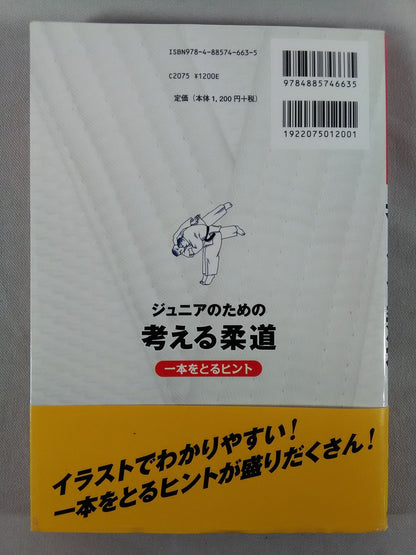 ISBN978-4-88574-663-5
C2075 ¥1200E
定価（本体1,200円+税）
9784885746635
1922075012001
ジュニアのための
考える柔道
一本をとるヒント
イラストでわかりやすい！
一本をとるヒントが盛りだくさん！